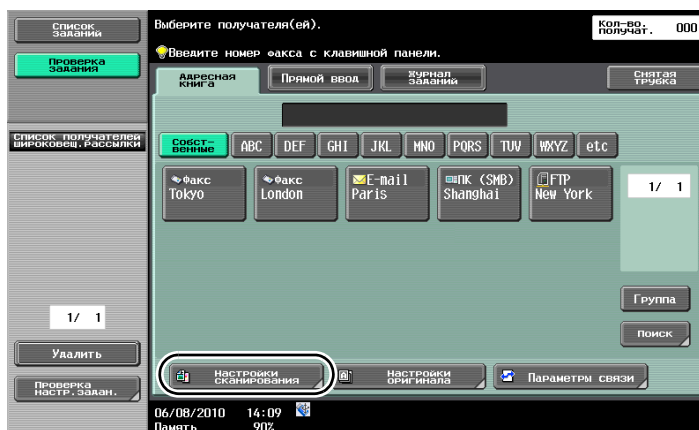 Список
заданий
Проверка
задания
Список получателей
широковещ.рассылки
1/ 1
Удалить
Проверка
настр.задан.
Выберите получателя(ей).
Кол-во.
получат. 000
Введите номер факса с клавишной панели.
Адресная
книга
Прямой ввод
Журнал
заданий
Снятая
трубка
Собст-
венные
ABC DEF GHI JKL MNO PQRS TUV WXYZ etc
Факс
Tokyo
Факс
London
E-mail
Paris
ПК (SMB)
Shanghai
FTP
New York
1/ 1
Группа
Поиск
Настройки
сканирования
Настройки
оригинала
Параметры связи
06/08/2010 14:09
Память 90%